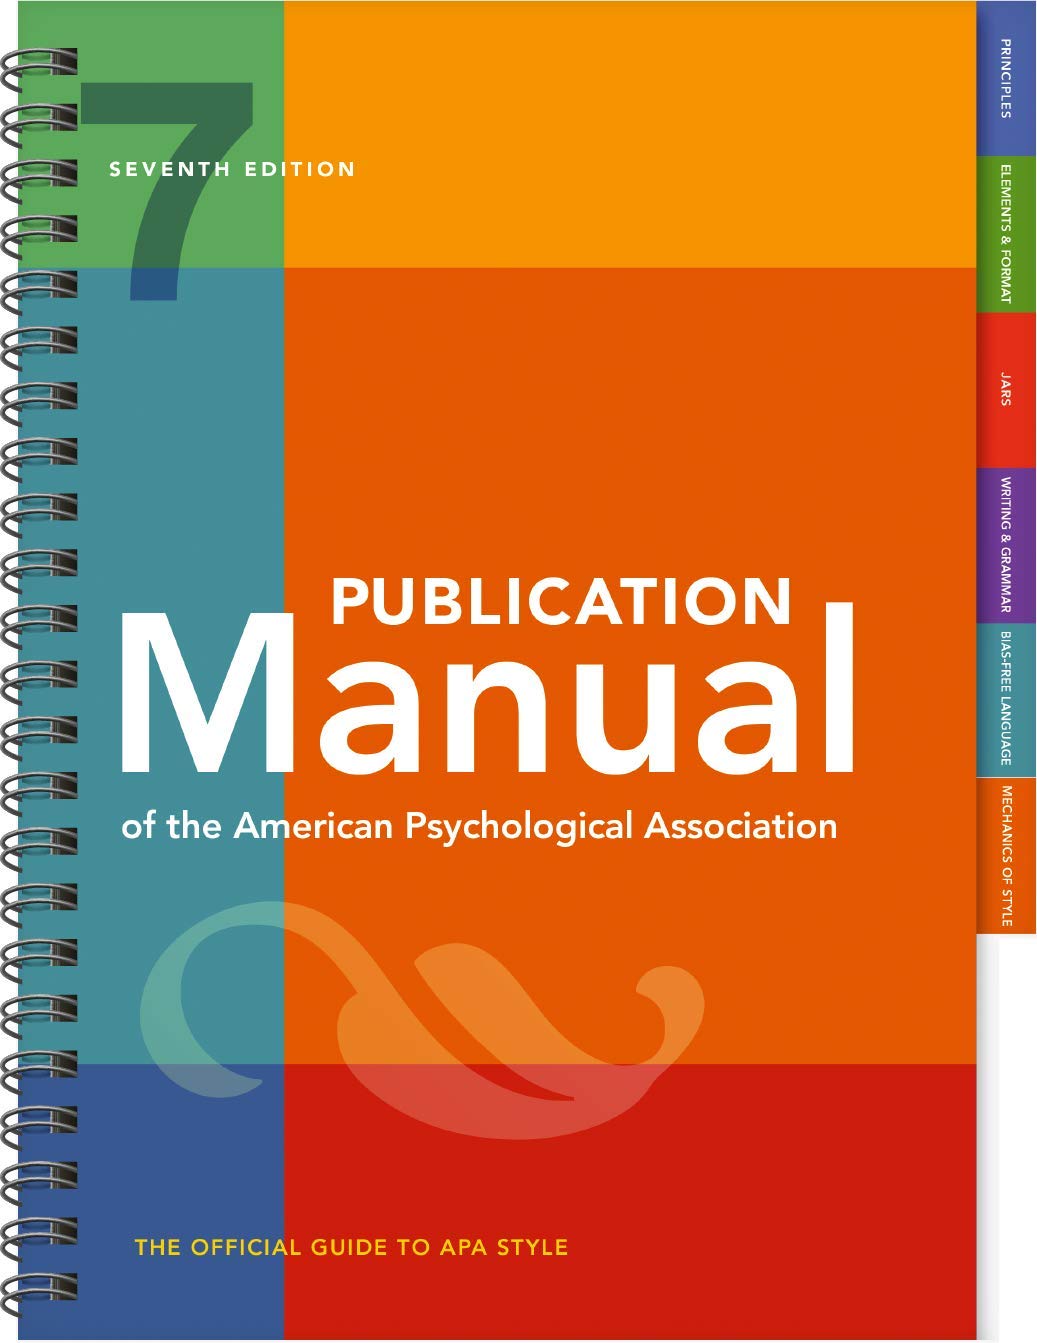 7
SEVENTH EDITION
PUBLICATION
Manual
of the American Psychological Association
THE OFFICIAL GUIDE TO APA STYLE
PRINCIPLES
ELEMENTS & FORMAT
JARS
WRITING & GRAMMAR
BIAS-FREE LANGUAGE
MECHANICS OF STYLE